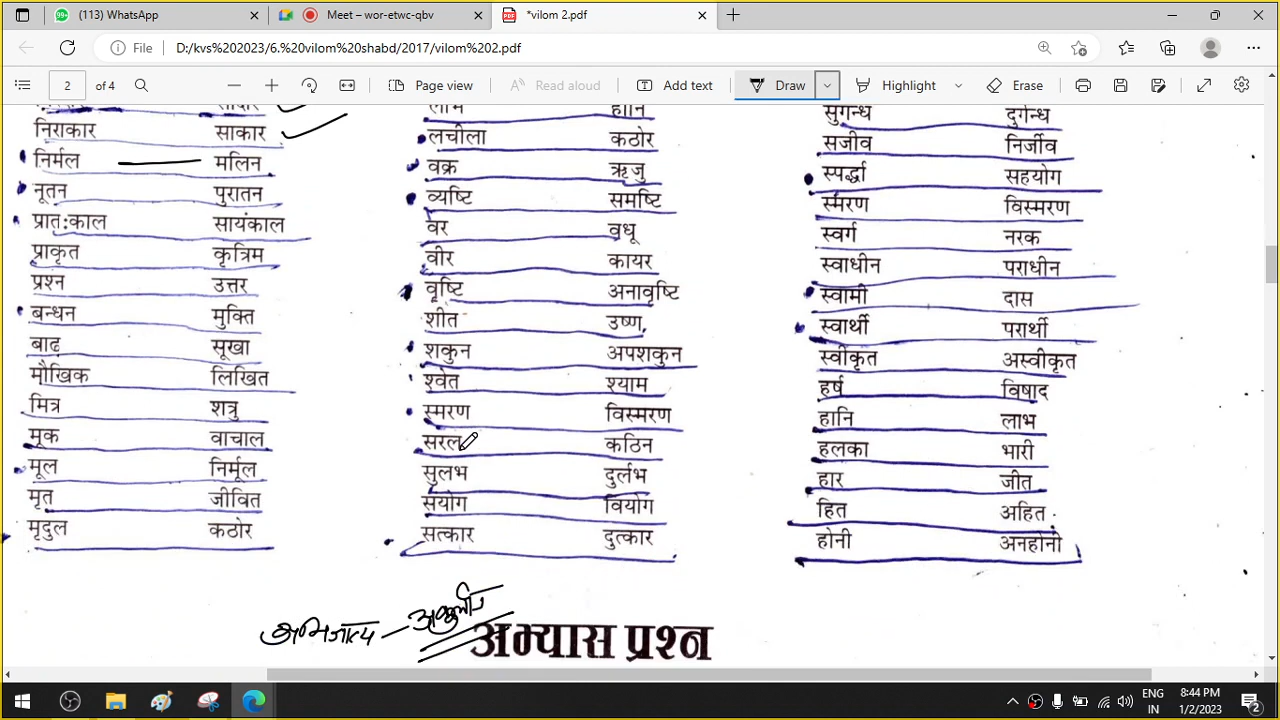 (113) WhatsApp
Meet – wor-etwc-qbv
*vilom 2.pdf
File D:/kvs%202023/6.%20vilom%20shabd/2017/vilom%202.pdf
2 of 4 Page view Read aloud Add text Draw Highlight Erase
निराकार साकार
निर्मल मलिन
नूतन पुरातन
प्रात:काल सायंकाल
प्राकृत कृत्रिम
प्रश्न उत्तर
बन्धन मुक्ति
बाढ़ सूखा
मौखिक लिखित
मित्र शत्रु
मूक वाचाल
मूल निर्मूल
मृत जीवित
मृदुल कठोर
लाभ हानि
लचीला कठोर
वक्र ऋजु
व्यष्टि समष्टि
वर वधू
वीर कायर
वृष्टि अनावृष्टि
शीत उष्ण
शकुन अपशकुन
श्वेत श्याम
स्मरण विस्मरण
सरल कठिन
सुलभ दुर्लभ
संयोग वियोग
सत्कार दुत्कार
सुगन्ध दुर्गन्ध
सजीव निर्जीव
स्पर्द्धा सहयोग
स्मरण विस्मरण
स्वर्ग नरक
स्वाधीन पराधीन
स्वामी दास
स्वार्थी परार्थी
स्वीकृत अस्वीकृत
हर्ष विषाद
हानि लाभ
हलका भारी
हार जीत
हित अहित
होनी अनहोनी
अभिजात्य –
अभ्यास प्रश्न
ENG
IN
8:44 PM
1/2/2023
2